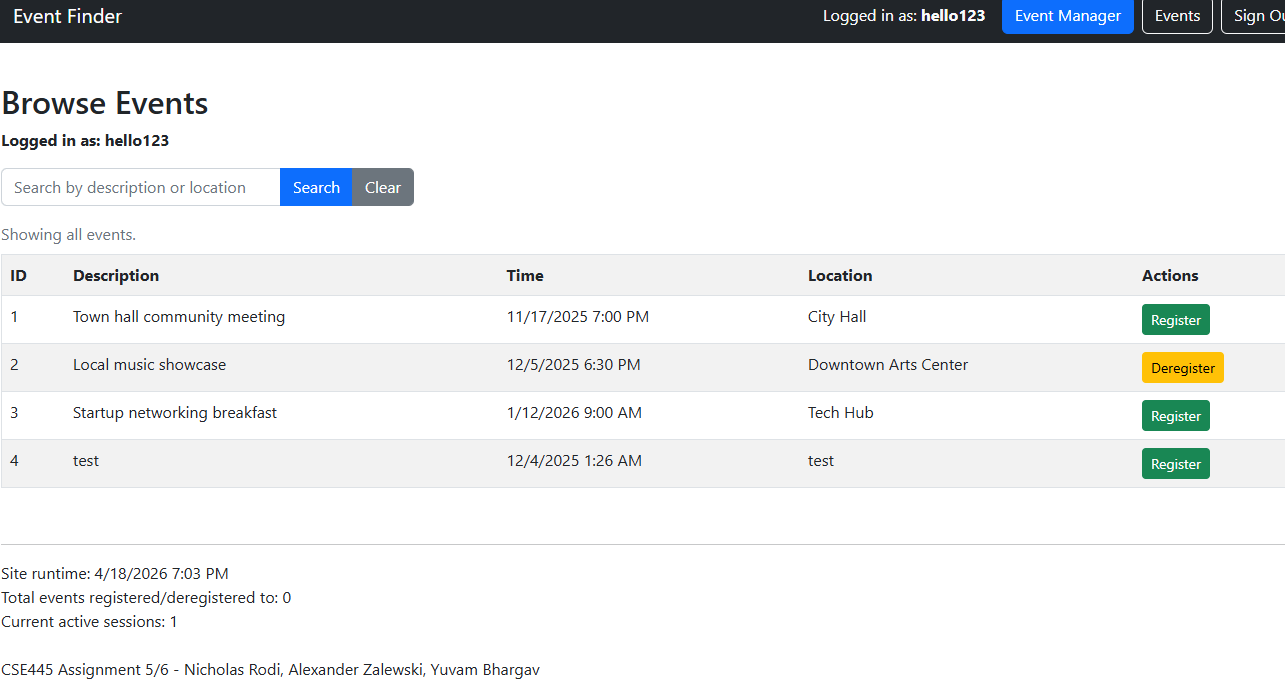 Event Finder Logged in as: hello123 Event Manager Events Sign
Browse Events
Logged in as: hello123
Search by description or location Search Clear
Showing all events.
ID Description Time Location Actions
1 Town hall community meeting 11/17/2025 7:00 PM City Hall Register
2 Local music showcase 12/5/2025 6:30 PM Downtown Arts Center Deregister
3 Startup networking breakfast 1/12/2026 9:00 AM Tech Hub Register
4 test 12/4/2025 1:26 AM test Register
Site runtime: 4/18/2026 7:03 PM
Total events registered/deregistered to: 0
Current active sessions: 1
CSE445 Assignment 5/6 - Nicholas Rodi, Alexander Zalewski, Yuvam Bhargav